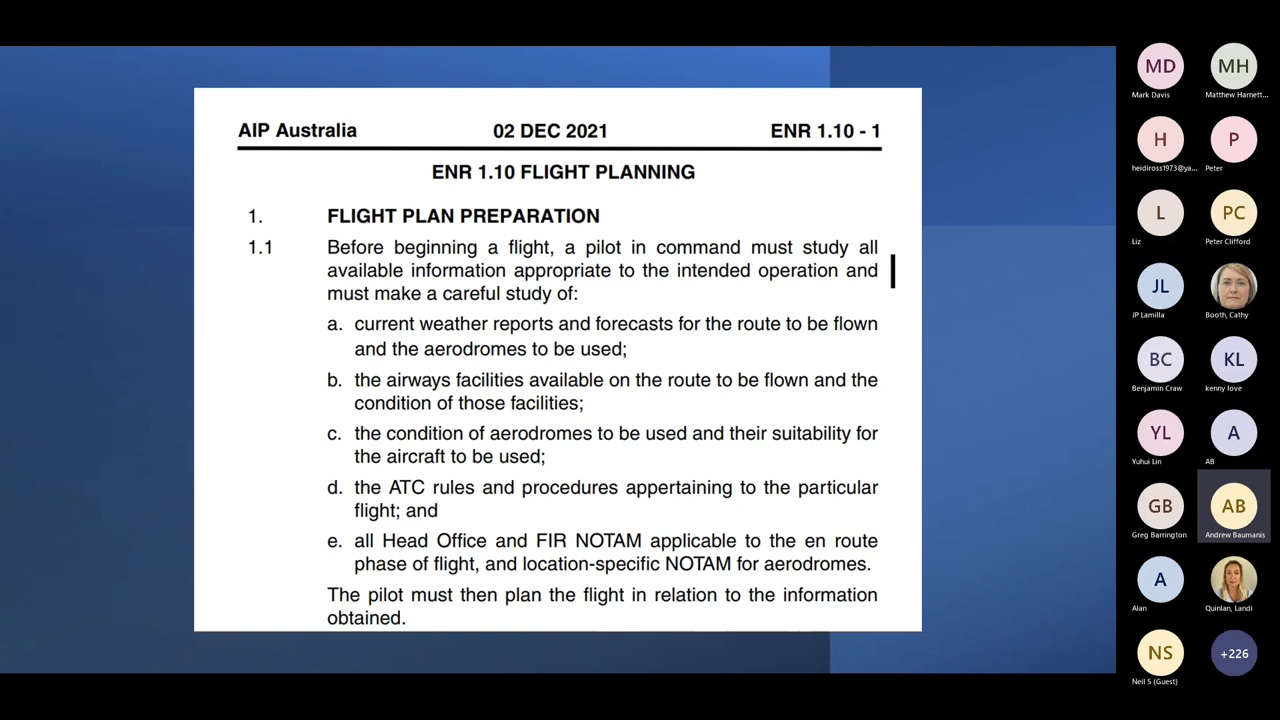 AIP Australia 02 DEC 2021 ENR 1.10 - 1
ENR 1.10 FLIGHT PLANNING
1. FLIGHT PLAN PREPARATION
1.1 Before beginning a flight, a pilot in command must study all
available information appropriate to the intended operation and
must make a careful study of:
a. current weather reports and forecasts for the route to be flown
and the aerodromes to be used;
b. the airways facilities available on the route to be flown and the
condition of those facilities;
c. the condition of aerodromes to be used and their suitability for
the aircraft to be used;
d. the ATC rules and procedures appertaining to the particular
flight; and
e. all Head Office and FIR NOTAM applicable to the en route
phase of flight, and location-specific NOTAM for aerodromes.
The pilot must then plan the flight in relation to the information
obtained.
MD MH
Mark Davis Matthew Harnett...
H P
heidiross1973@ya... Peter
L PC
Liz Peter Clifford
JL
JP Lamilla Booth, Cathy
BC KL
Benjamin Craw kenny love
YL A
Yuhui Lin AB
GB AB
Greg Barrington Andrew Baumanis
A
Alan Quinlan, Landi
NS +226
Neil S (Guest)